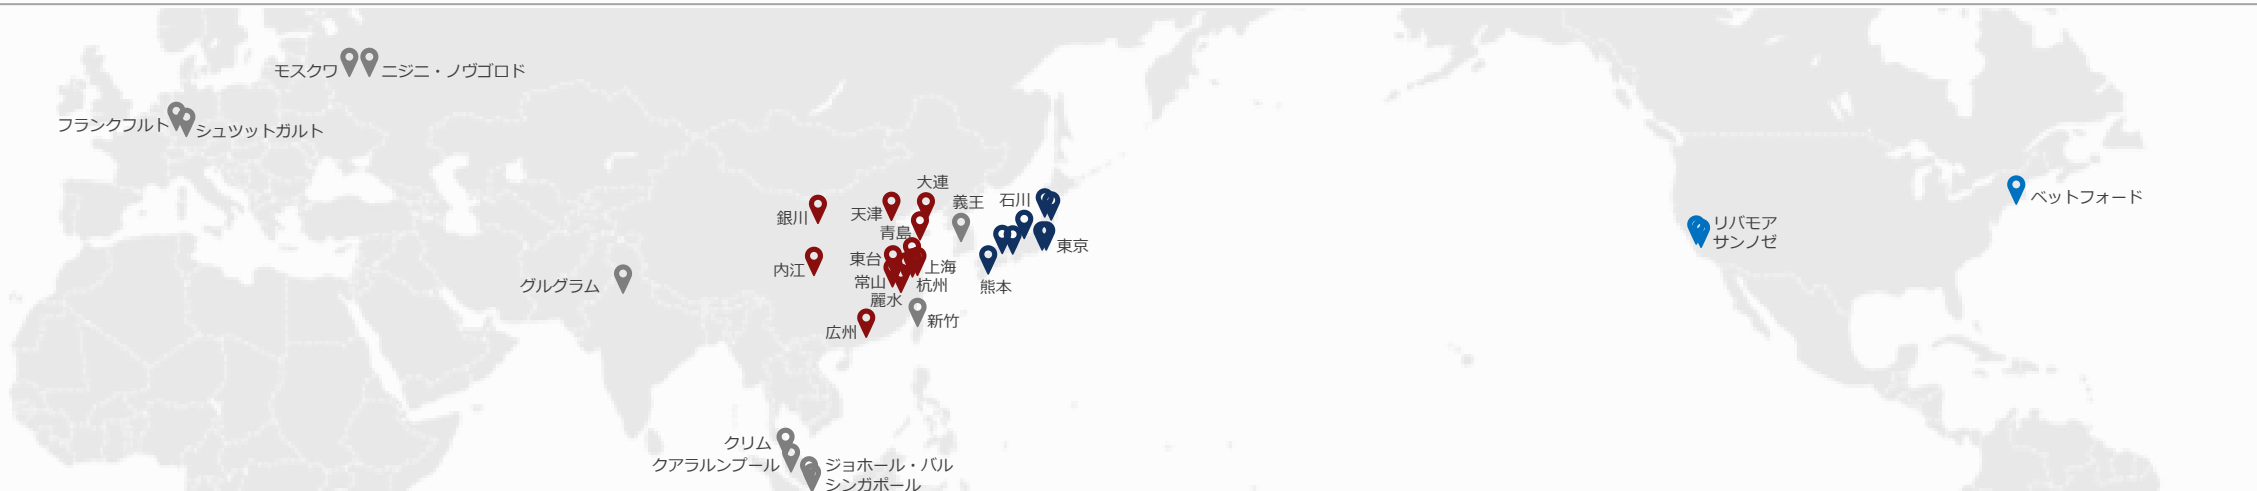 モスクワ
ニジニ・ノヴゴロド
フランクフルト
シュツットガルト
大連
銀川
天津
義王
石川
青島
東京
内江
東台
上海
グルグラム
常山
杭州
熊本
麗水
広州
新竹
リバモア
サンノゼ
ベットフォード
クリム
クアラルンプール
ジョホール・バル
シンガポール